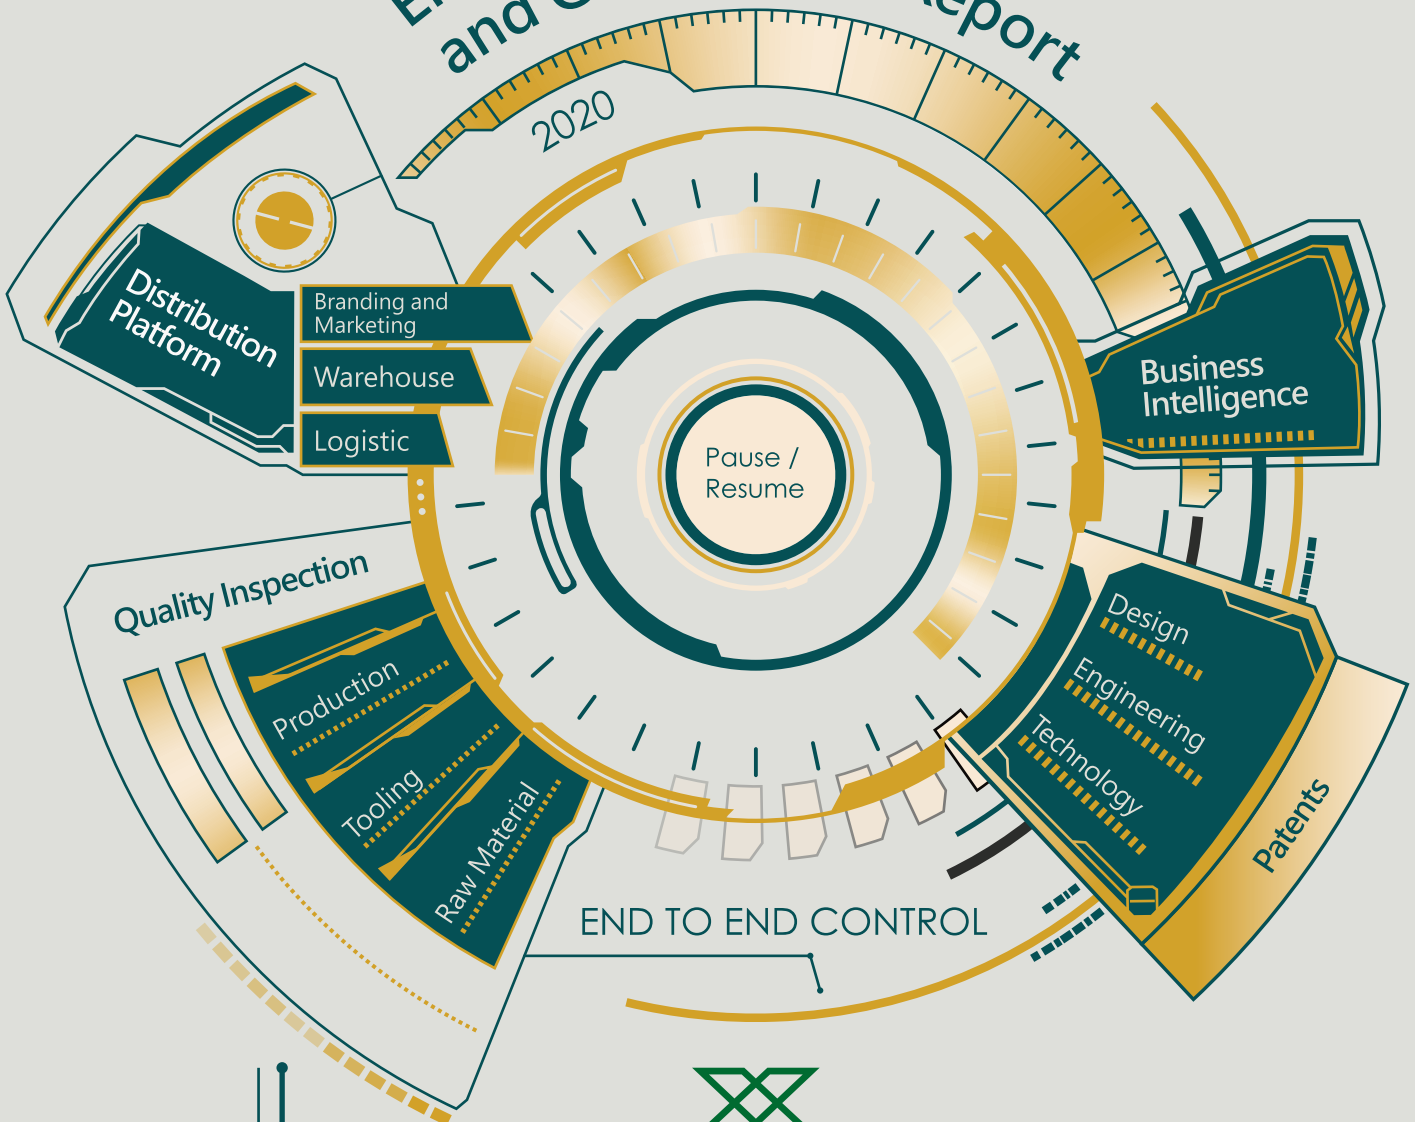 and
2020
Distribution
Platform
Branding and
Marketing
Warehouse
Logistic
Business
Intelligence
Pause /
Resume
Quality Inspection
Production
Tooling
Raw Material
Design
Engineering
Technology
Patents
END TO END CONTROL